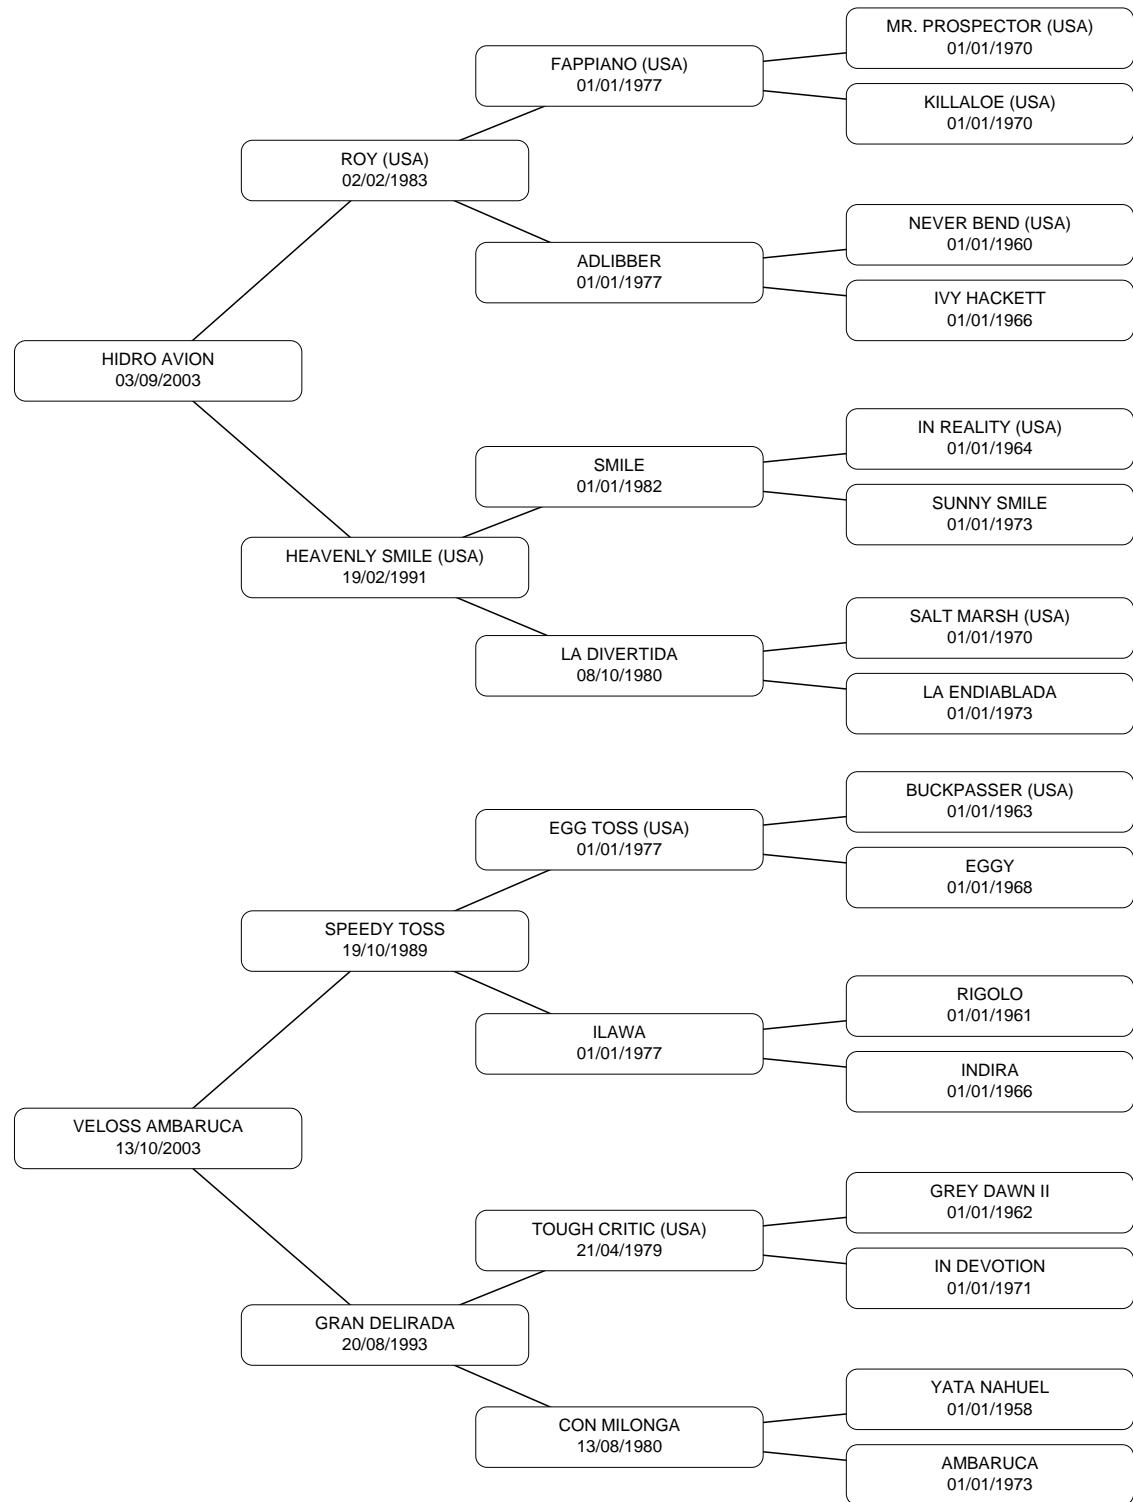 MR. PROSPECTOR (USA)
01/01/1970
FAPPIANO (USA)
01/01/1977
KILLALOE (USA)
01/01/1970
ROY (USA)
02/02/1983
NEVER BEND (USA)
01/01/1960
ADLIBBER
01/01/1977
IVY HACKETT
01/01/1966
HIDRO AVION
03/09/2003
IN REALITY (USA)
01/01/1964
SMILE
01/01/1982
SUNNY SMILE
01/01/1973
HEAVENLY SMILE (USA)
19/02/1991
SALT MARSH (USA)
01/01/1970
LA DIVERTIDA
08/10/1980
LA ENDIABLADA
01/01/1973
BUCKPASSER (USA)
01/01/1963
EGG TOSS (USA)
01/01/1977
EGGY
01/01/1968
SPEEDY TOSS
19/10/1989
RIGOLO
01/01/1961
ILAWA
01/01/1977
INDIRA
01/01/1966
VELOSS AMBARUCA
13/10/2003
GREY DAWN II
01/01/1962
TOUGH CRITIC (USA)
21/04/1979
IN DEVOTION
01/01/1971
GRAN DELIRADA
20/08/1993
YATA NAHUEL
01/01/1958
CON MILONGA
13/08/1980
AMBARUCA
01/01/1973